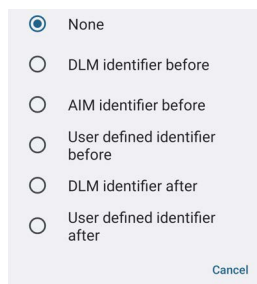 None
DLM identifier before
AIM identifier before
User defined identifier
before
DLM identifier after
User defined identifier
after
Cancel